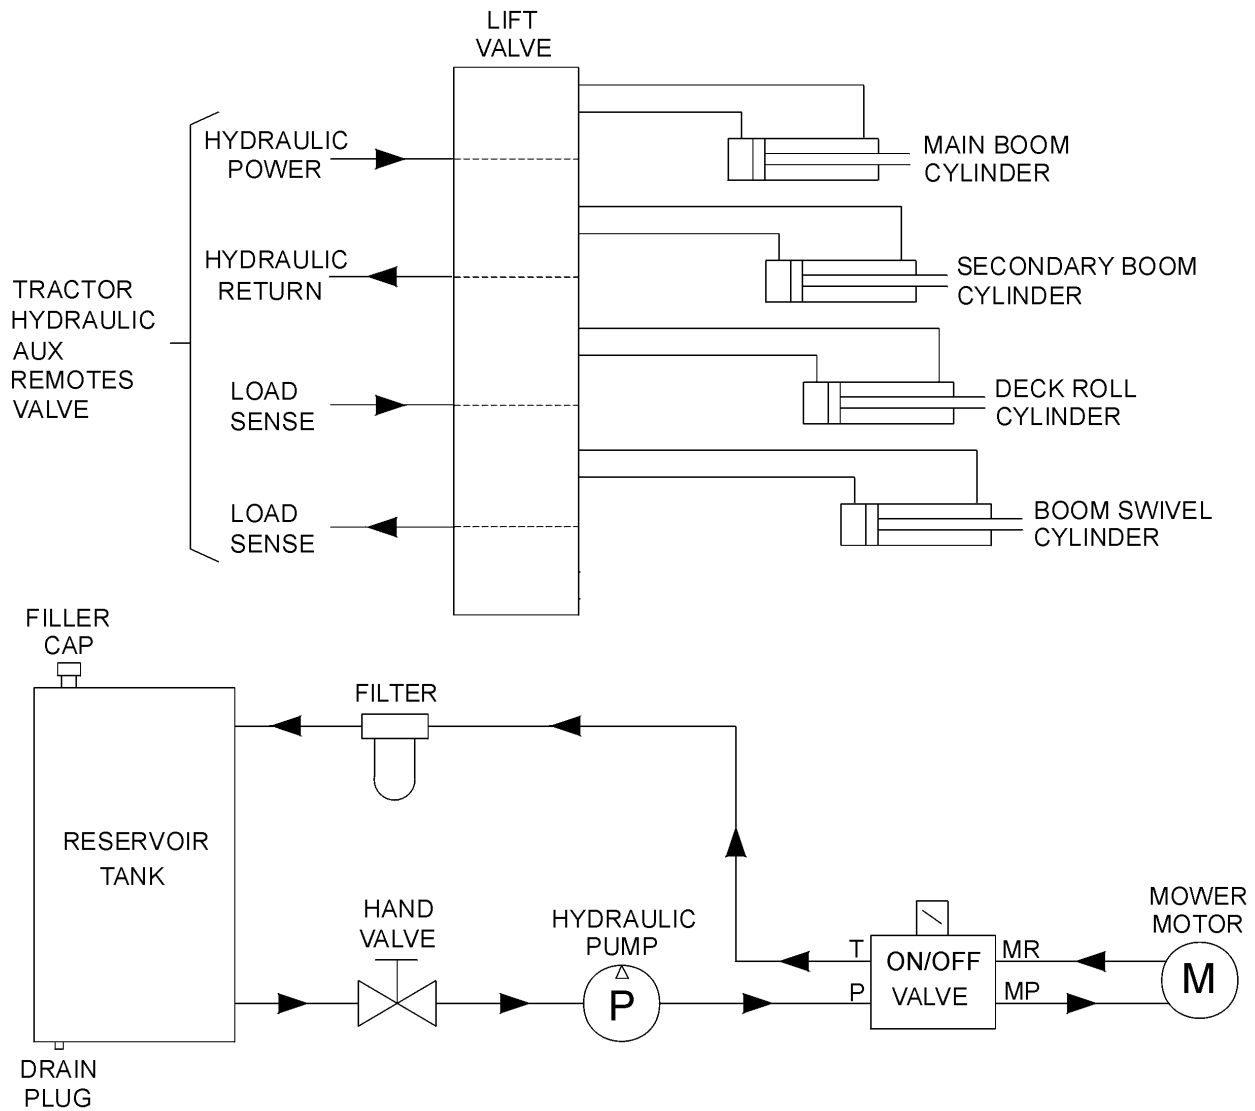 LIFT
VALVE
HYDRAULIC
POWER
MAIN BOOM
CYLINDER
HYDRAULIC
RETURN
SECONDARY BOOM
CYLINDER
TRACTOR
HYDRAULIC
AUX
REMOTES
VALVE
LOAD
SENSE
DECK ROLL
CYLINDER
LOAD
SENSE
BOOM SWIVEL
CYLINDER
FILLER
CAP
FILTER
RESERVOIR
TANK
HAND
VALVE
HYDRAULIC
PUMP
P
T
P
ON/OFF
VALVE
MR
MP
MOWER
MOTOR
M
DRAIN
PLUG